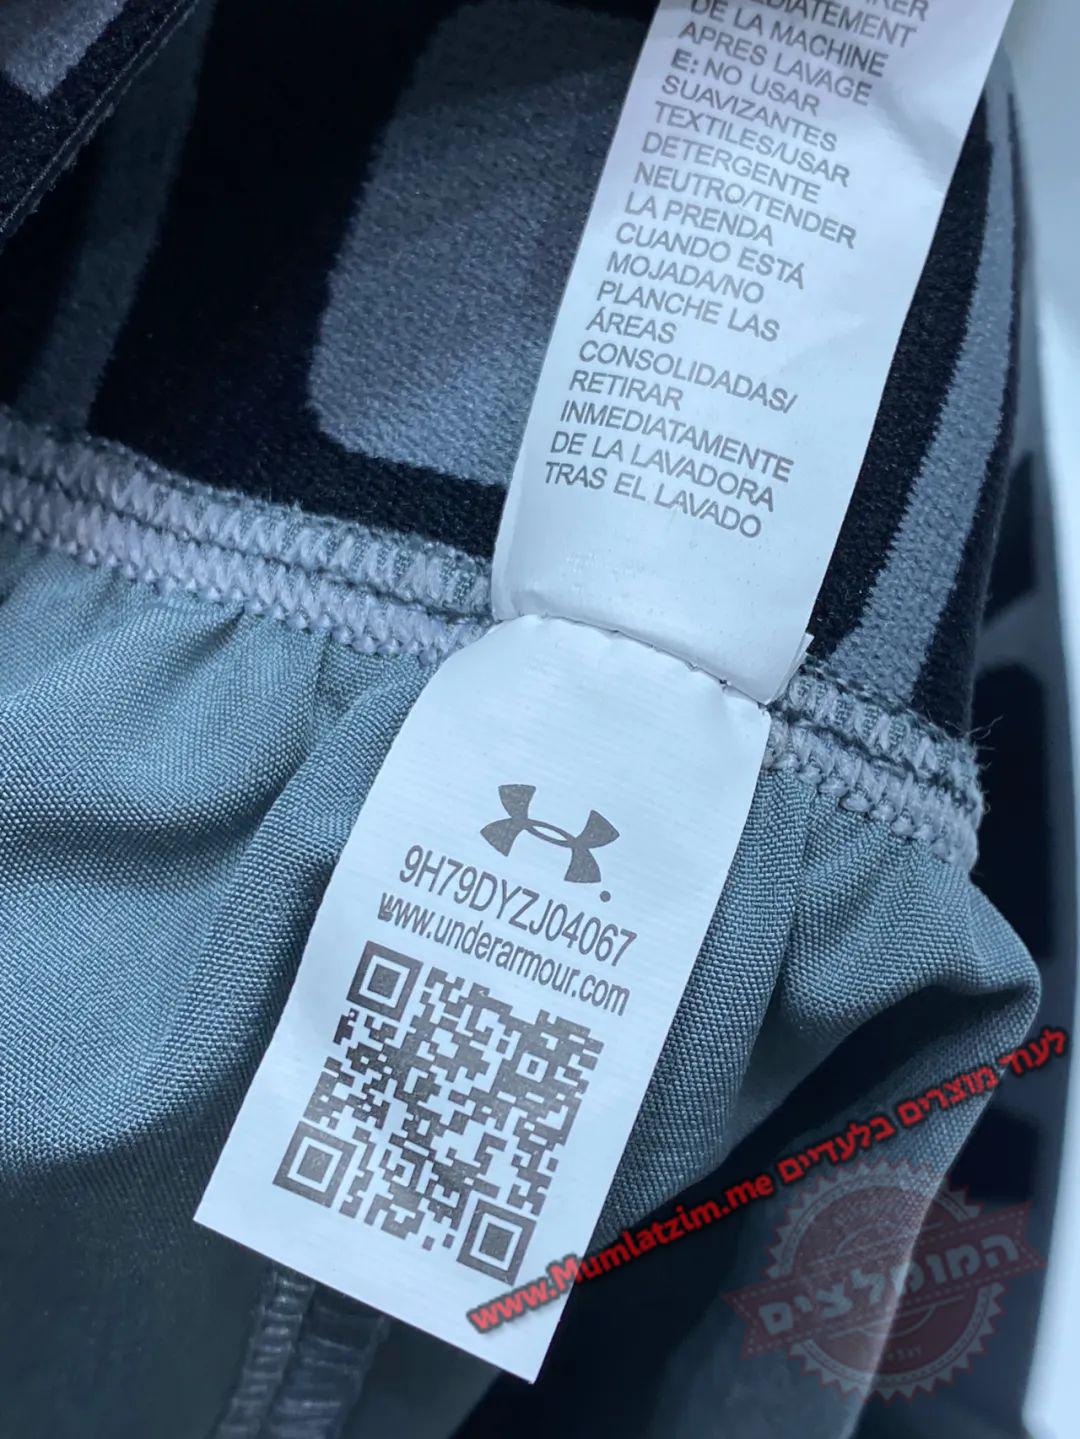 DE LA MACHINE
APRES LAVAGE
E: NO USAR
SUAVIZANTES
TEXTILES/USAR
DETERGENTE
NEUTRO/TENDER
LA PRENDA
CUANDO ESTÁ
MOJADA/NO
PLANCHE LAS
ÁREAS
CONSOLIDADAS/
RETIRAR
INMEDIATAMENTE
DE LA LAVADORA
TRAS EL LAVADO
9H79DYZJ04067
www.underarmour.com
לעוד מוצרים בלעדיים www.Mumlatzim.me
המומלצים